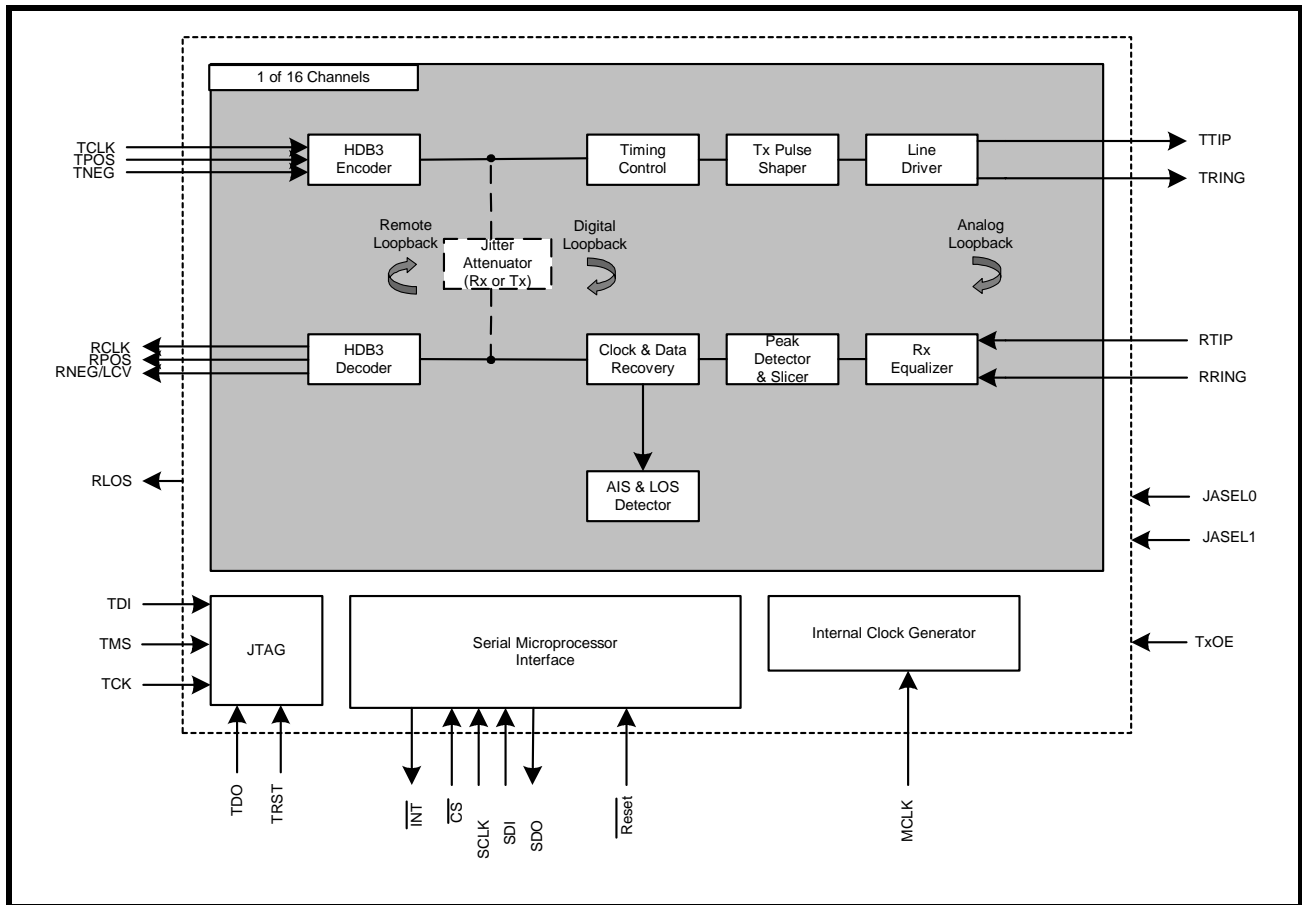 1 of 16 Channels
TCLK
TPOS
TNEG
HDB3
Encoder
Timing
Control
Tx Pulse
Shaper
Line
Driver
TTIP
TRING
Remote
Loopback
Jitter
Attenuator
(Rx or Tx)
Digital
Loopback
Analog
Loopback
RCLK
RPOS
RNEG/LCV
HDB3
Decoder
Clock & Data
Recovery
Peak
Detector
& Slicer
Rx
Equalizer
RTIP
RRING
RLOS
AIS & LOS
Detector
JASEL0
JASEL1
TDI
TMS
TCK
JTAG
Serial Microprocessor
Interface
Internal Clock Generator
TxOE
TDO
TRST
INT
CS
SCLK
SDI
SDO
Reset
MCLK